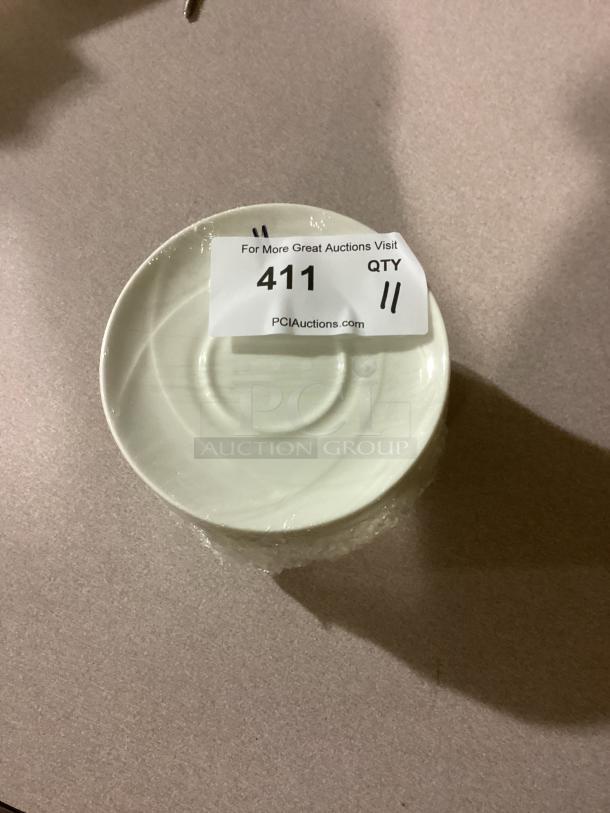 11
For More Great Auctions Visit
411 QTY
11
PCIAuctions.com
PCI
AUCTION GROUP